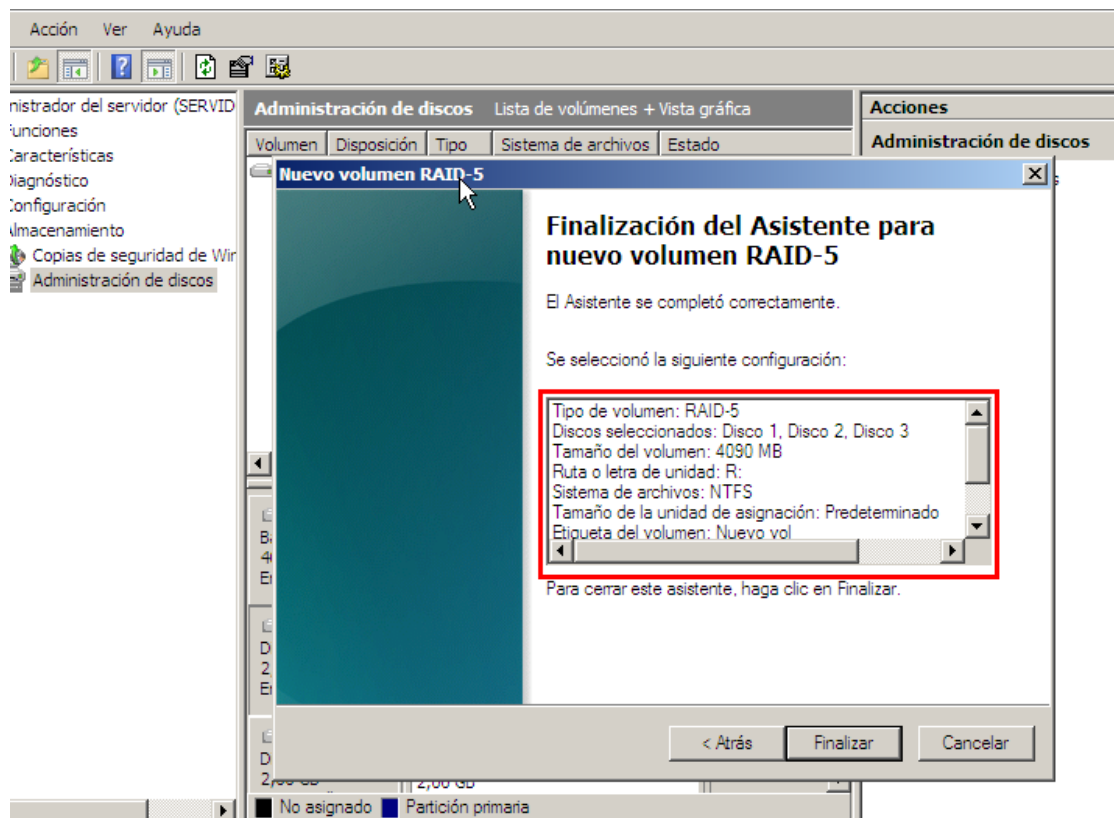 Acción Ver Ayuda
nistrador del servidor (SERVID
Funciones
Características
Diagnóstico
Configuración
Almacenamiento
Copias de seguridad de Wir
Administración de discos
Administración de discos Lista de volúmenes + Vista gráfica
Volumen Disposición Tipo Sistema de archivos Estado
Acciones
Administración de discos
Nuevo volumen RAID-5
Finalización del Asistente para
nuevo volumen RAID-5
El Asistente se completó correctamente.
Se seleccionó la siguiente configuración:
Tipo de volumen: RAID-5
Discos seleccionados: Disco 1, Disco 2, Disco 3
Tamaño del volumen: 4090 MB
Ruta o letra de unidad: R:
Sistema de archivos: NTFS
Tamaño de la unidad de asignación: Predeterminado
Etiqueta del volumen: Nuevo vol
Para cerrar este asistente, haga clic en Finalizar.
< Atrás Finalizar Cancelar
2,00 GB 2,00 GB
No asignado Partición primaria